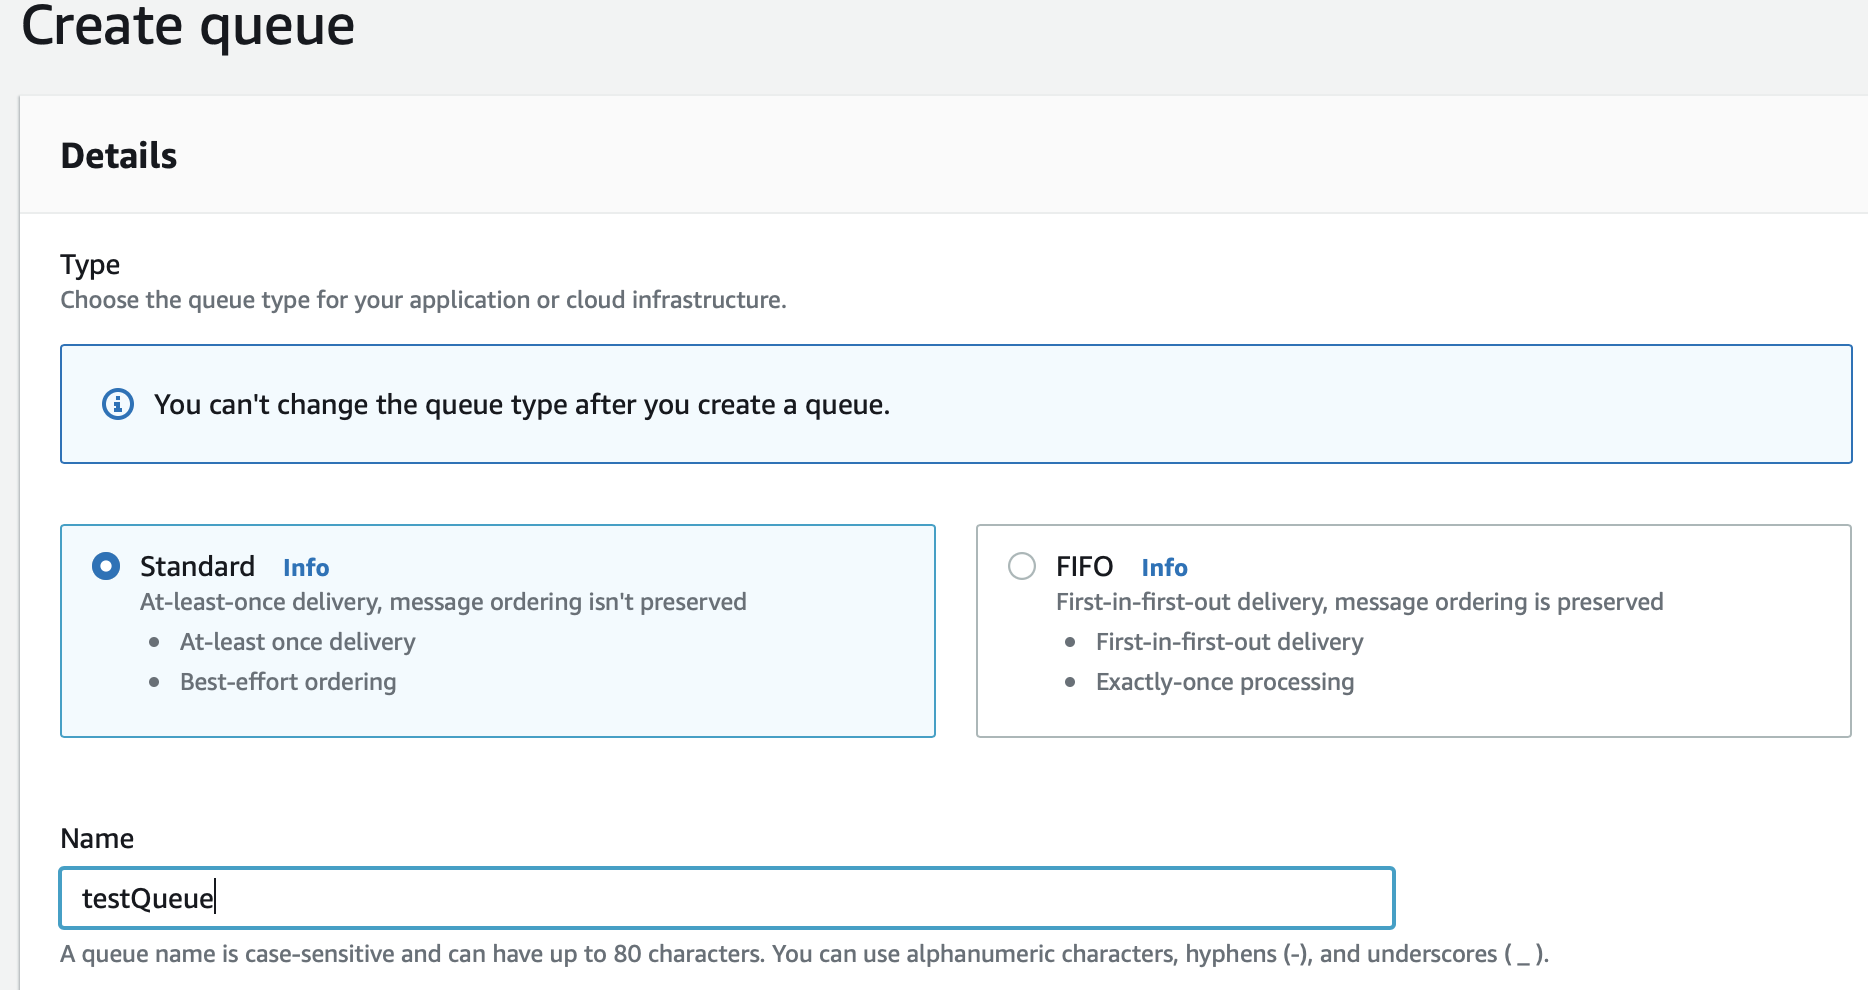 Create queue
Details
Type
Choose the queue type for your application or cloud infrastructure.
You can't change the queue type after you create a queue.
Standard Info
At-least-once delivery, message ordering isn't preserved
• At-least once delivery
• Best-effort ordering
FIFO Info
First-in-first-out delivery, message ordering is preserved
• First-in-first-out delivery
• Exactly-once processing
Name
testQueue
A queue name is case-sensitive and can have up to 80 characters. You can use alphanumeric characters, hyphens (-), and underscores ( _ ).